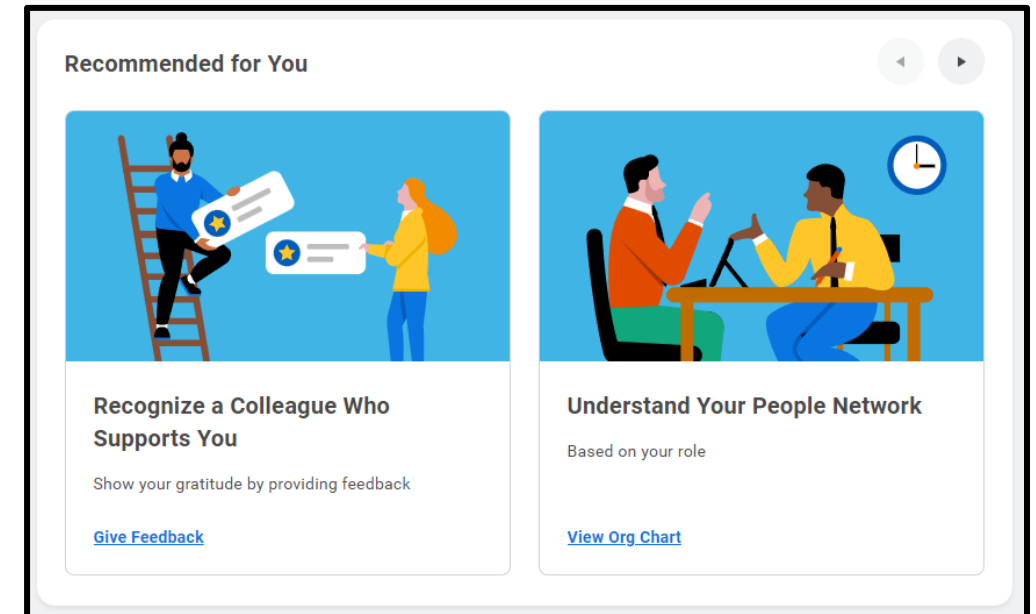 Recommended for You
Recognize a Colleague Who
Supports You
Show your gratitude by providing feedback
Give Feedback
Understand Your People Network
Based on your role
View Org Chart